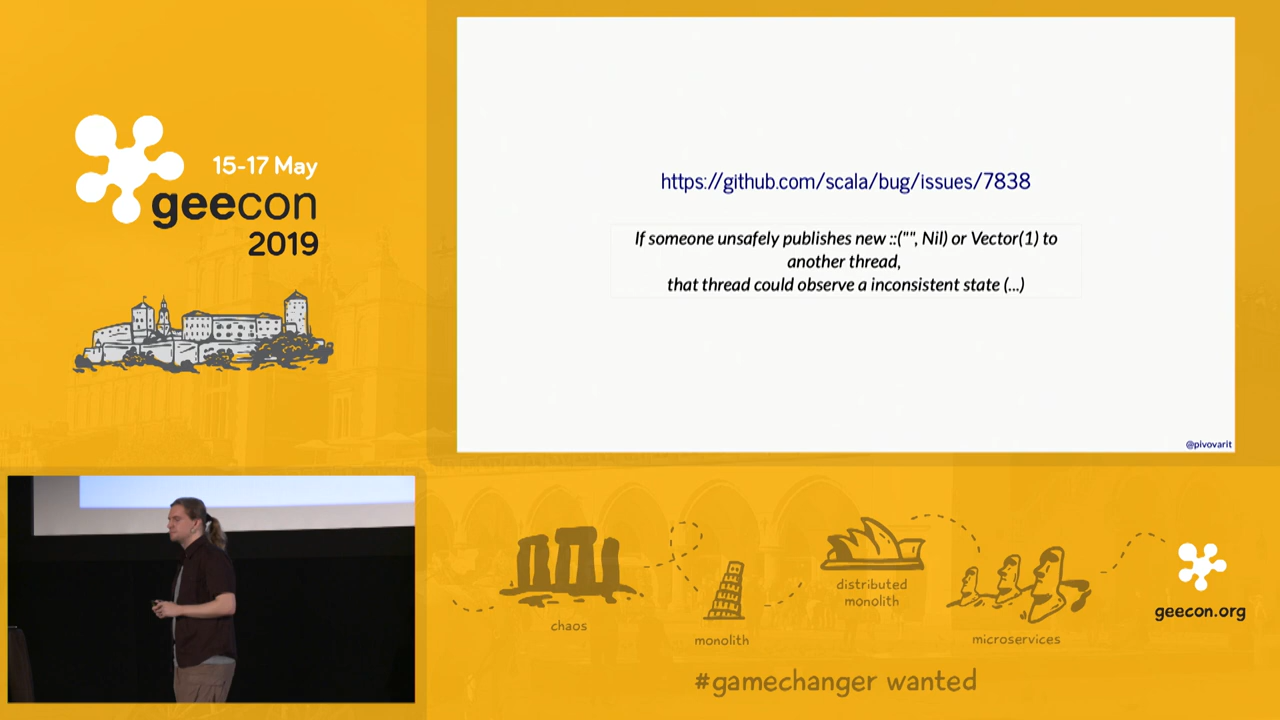 15-17 May
geecon
2019
https://github.com/scala/bug/issues/7838
If someone unsafely publishes new ::("", Nil) or Vector(1) to
another thread,
that thread could observe a inconsistent state (...)
@pivovarit
chaos
monolith
distributed
monolith
microservices
geecon.org
#gamechanger wanted